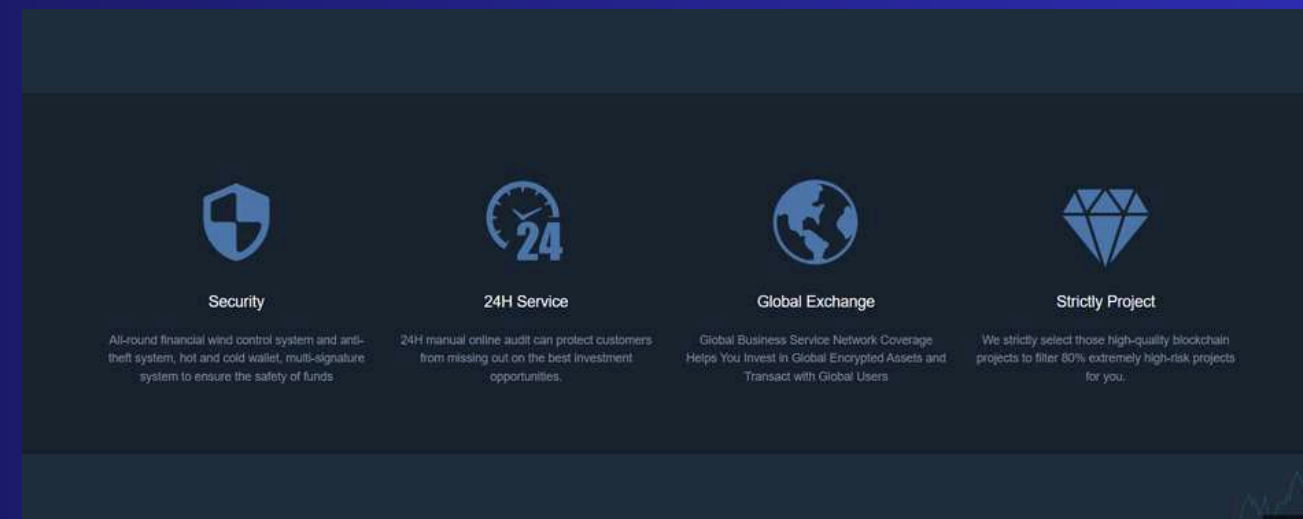 24
Security
All-round financial wind control system and anti-
theft system, hot and cold wallet, multi-signature
system to ensure the safety of funds
24H Service
24H manual online audit can protect customers
from missing out on the best investment
opportunities.
Global Exchange
Global Business Service Network Coverage
Helps You Invest in Global Encrypted Assets and
Transact with Global Users
Strictly Project
We strictly select those high-quality blockchain
projects to filter 80% extremely high-risk projects
for you.